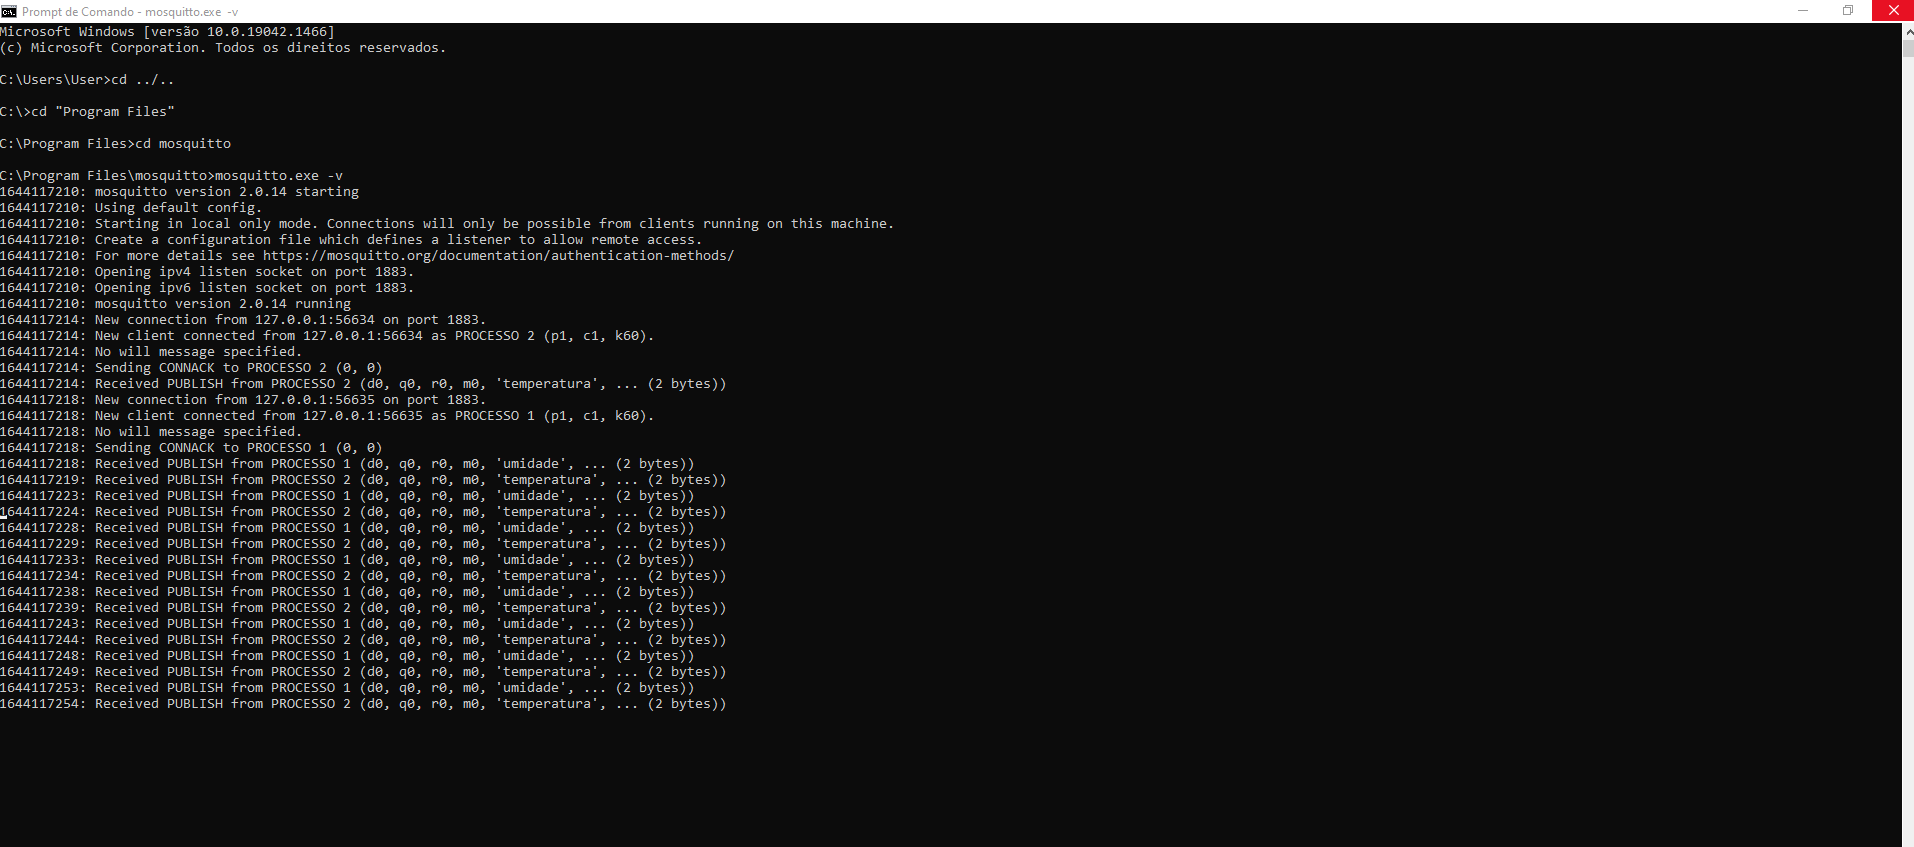 Prompt de Comando - mosquitto.exe -v
Microsoft Windows [versão 10.0.19042.1466]
(c) Microsoft Corporation. Todos os direitos reservados.
C:\Users\User>cd ../..
C:\>cd "Program Files"
C:\Program Files>cd mosquitto
C:\Program Files\mosquitto>mosquitto.exe -v
1644117210: mosquitto version 2.0.14 starting
1644117210: Using default config.
1644117210: Starting in local only mode. Connections will only be possible from clients running on this machine.
1644117210: Create a configuration file which defines a listener to allow remote access.
1644117210: For more details see https://mosquitto.org/documentation/authentication-methods/
1644117210: Opening ipv4 listen socket on port 1883.
1644117210: Opening ipv6 listen socket on port 1883.
1644117210: mosquitto version 2.0.14 running
1644117214: New connection from 127.0.0.1:56634 on port 1883.
1644117214: New client connected from 127.0.0.1:56634 as PROCESSO 2 (p1, c1, k60).
1644117214: No will message specified.
1644117214: Sending CONNACK to PROCESSO 2 (0, 0)
1644117214: Received PUBLISH from PROCESSO 2 (d0, q0, r0, m0, 'temperatura', ... (2 bytes))
1644117218: New connection from 127.0.0.1:56635 on port 1883.
1644117218: New client connected from 127.0.0.1:56635 as PROCESSO 1 (p1, c1, k60).
1644117218: No will message specified.
1644117218: Sending CONNACK to PROCESSO 1 (0, 0)
1644117218: Received PUBLISH from PROCESSO 1 (d0, q0, r0, m0, 'umidade', ... (2 bytes))
1644117219: Received PUBLISH from PROCESSO 2 (d0, q0, r0, m0, 'temperatura', ... (2 bytes))
1644117223: Received PUBLISH from PROCESSO 1 (d0, q0, r0, m0, 'umidade', ... (2 bytes))
1644117224: Received PUBLISH from PROCESSO 2 (d0, q0, r0, m0, 'temperatura', ... (2 bytes))
1644117228: Received PUBLISH from PROCESSO 1 (d0, q0, r0, m0, 'umidade', ... (2 bytes))
1644117229: Received PUBLISH from PROCESSO 2 (d0, q0, r0, m0, 'temperatura', ... (2 bytes))
1644117233: Received PUBLISH from PROCESSO 1 (d0, q0, r0, m0, 'umidade', ... (2 bytes))
1644117234: Received PUBLISH from PROCESSO 2 (d0, q0, r0, m0, 'temperatura', ... (2 bytes))
1644117238: Received PUBLISH from PROCESSO 1 (d0, q0, r0, m0, 'umidade', ... (2 bytes))
1644117239: Received PUBLISH from PROCESSO 2 (d0, q0, r0, m0, 'temperatura', ... (2 bytes))
1644117243: Received PUBLISH from PROCESSO 1 (d0, q0, r0, m0, 'umidade', ... (2 bytes))
1644117244: Received PUBLISH from PROCESSO 2 (d0, q0, r0, m0, 'temperatura', ... (2 bytes))
1644117248: Received PUBLISH from PROCESSO 1 (d0, q0, r0, m0, 'umidade', ... (2 bytes))
1644117249: Received PUBLISH from PROCESSO 2 (d0, q0, r0, m0, 'temperatura', ... (2 bytes))
1644117253: Received PUBLISH from PROCESSO 1 (d0, q0, r0, m0, 'umidade', ... (2 bytes))
1644117254: Received PUBLISH from PROCESSO 2 (d0, q0, r0, m0, 'temperatura', ... (2 bytes))